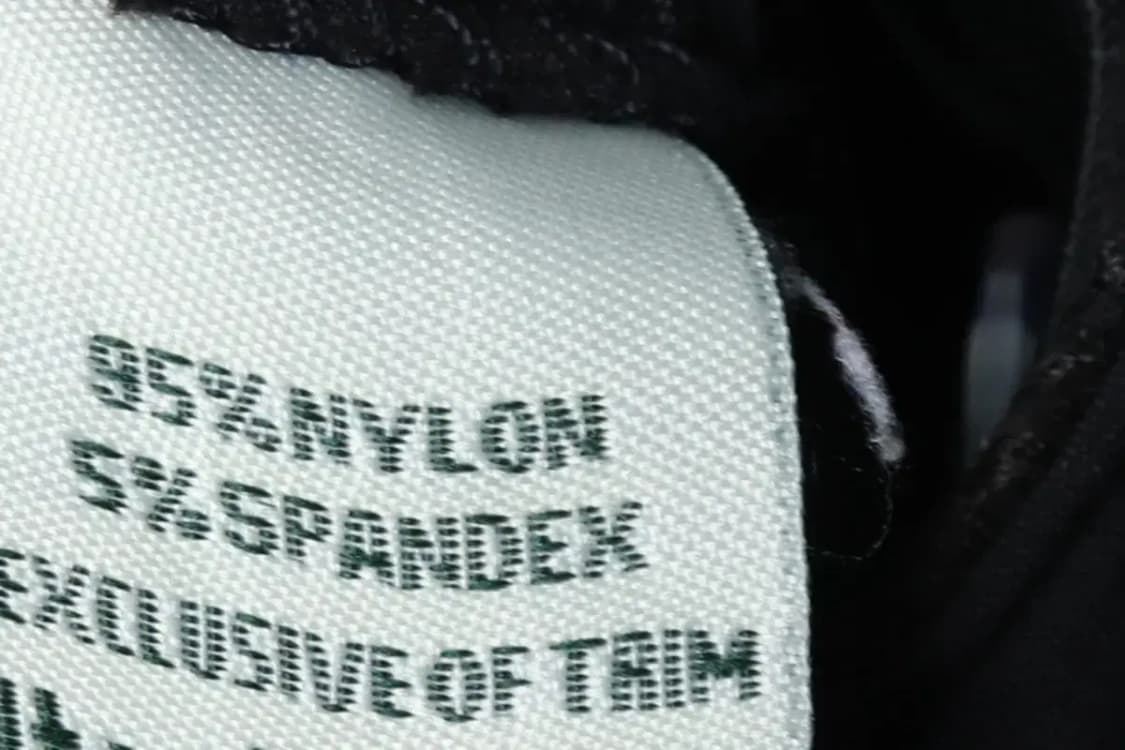 95%NYLON
5%SPANDEX
EXCLUSIVE OF TRIM